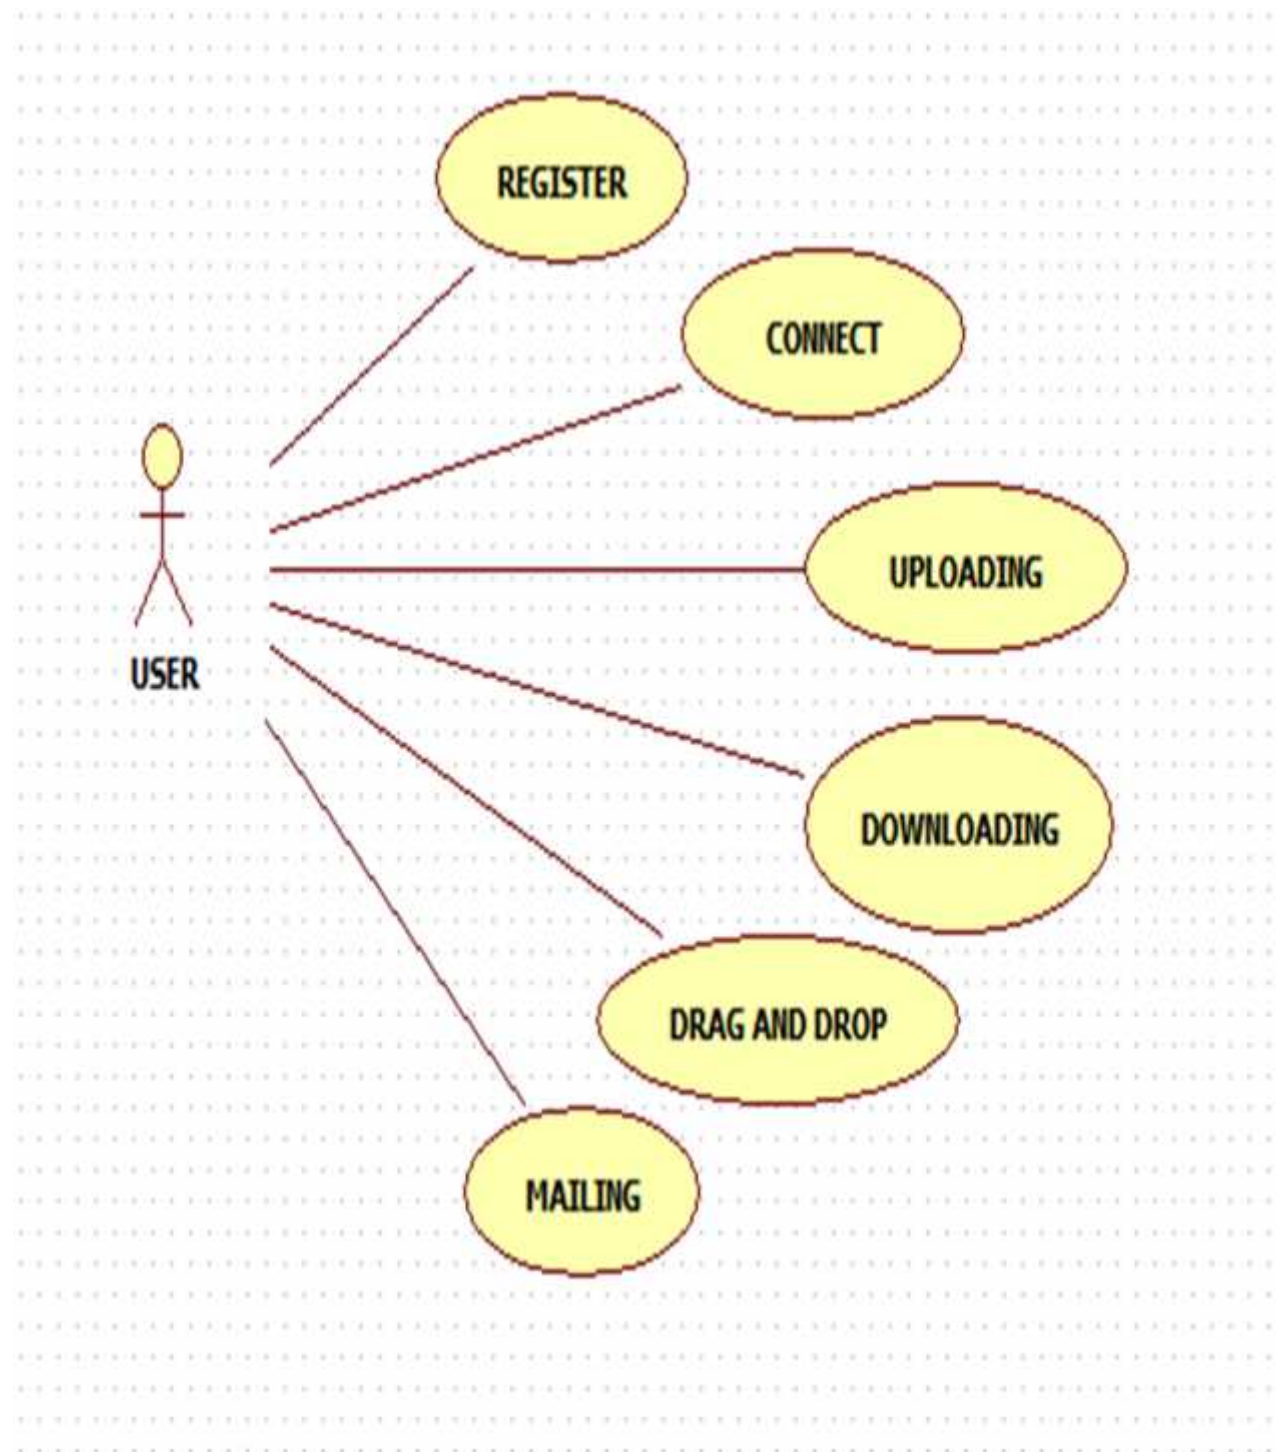 REGISTER
CONNECT
UPLOADING
USER
DOWNLOADING
DRAG AND DROP
MAILING